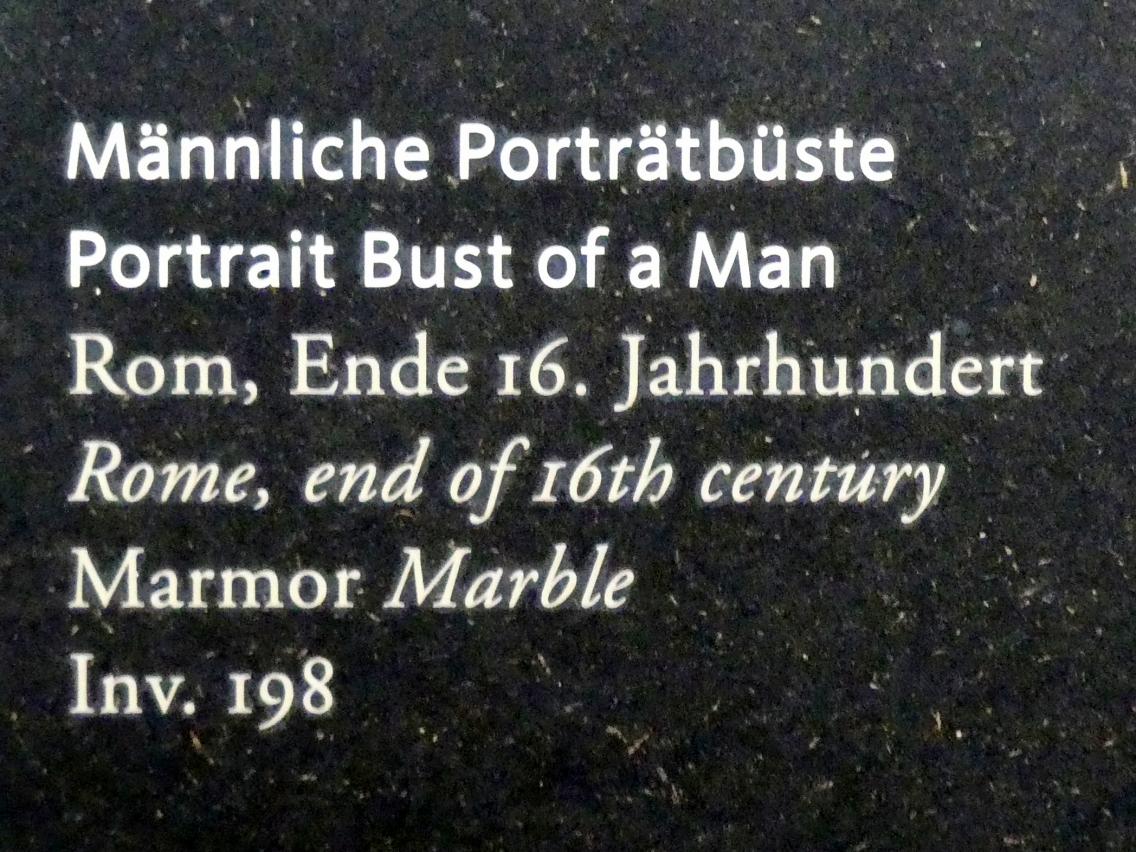 Männliche Porträtbüste
Portrait Bust of a Man
Rom, Ende 16. Jahrhundert
Rome, end of 16th century
Marmor Marble
Inv. 198